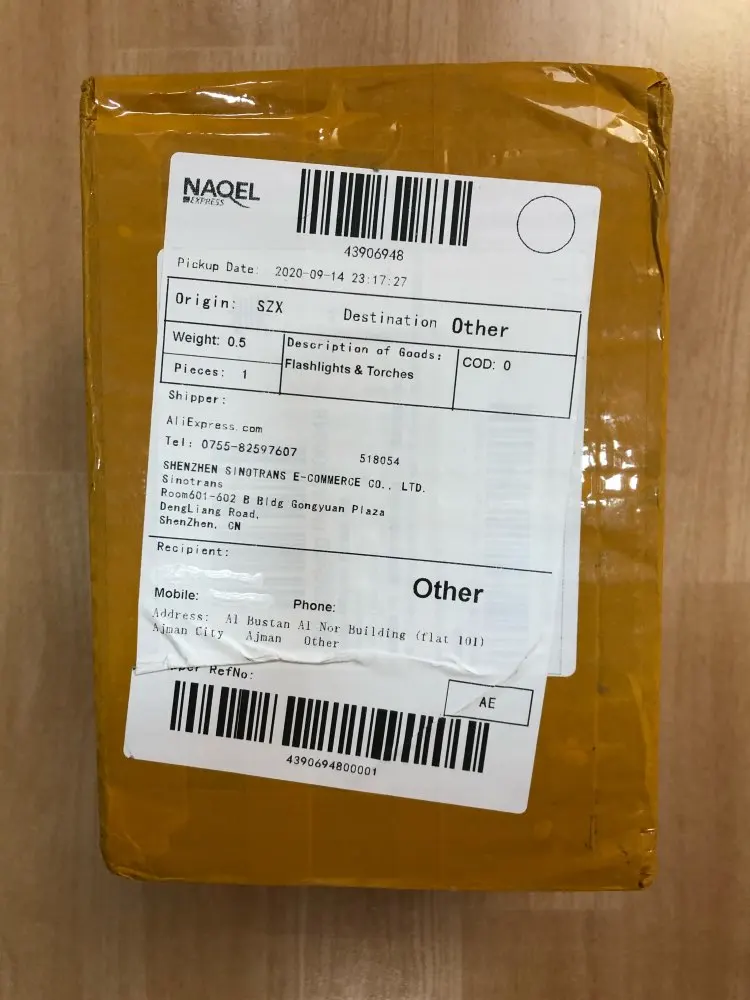 NAQEL
EXPRESS
43906948
Pickup Date: 2020-09-14 23:17:27
Origin: SZX Destination Other
Weight: 0.5 Description of Goods: COD: 0
Flashlights & Torches
Pieces: 1
Shipper:
AliExpress.com
Tel: 0755-82597607 518054
SHENZHEN SINOTRANS E-COMMERCE CO., LTD.
Sinotrans
Room601-602 B Bldg Gongyuan Plaza
DengLiang Road,
ShenZhen, CN
Recipient:
Other
Mobile: Phone:
Address: Al Bustan Al Nor Building (flat 101)
Ajman City Ajman Other
RefNo:
AE
4390694800001